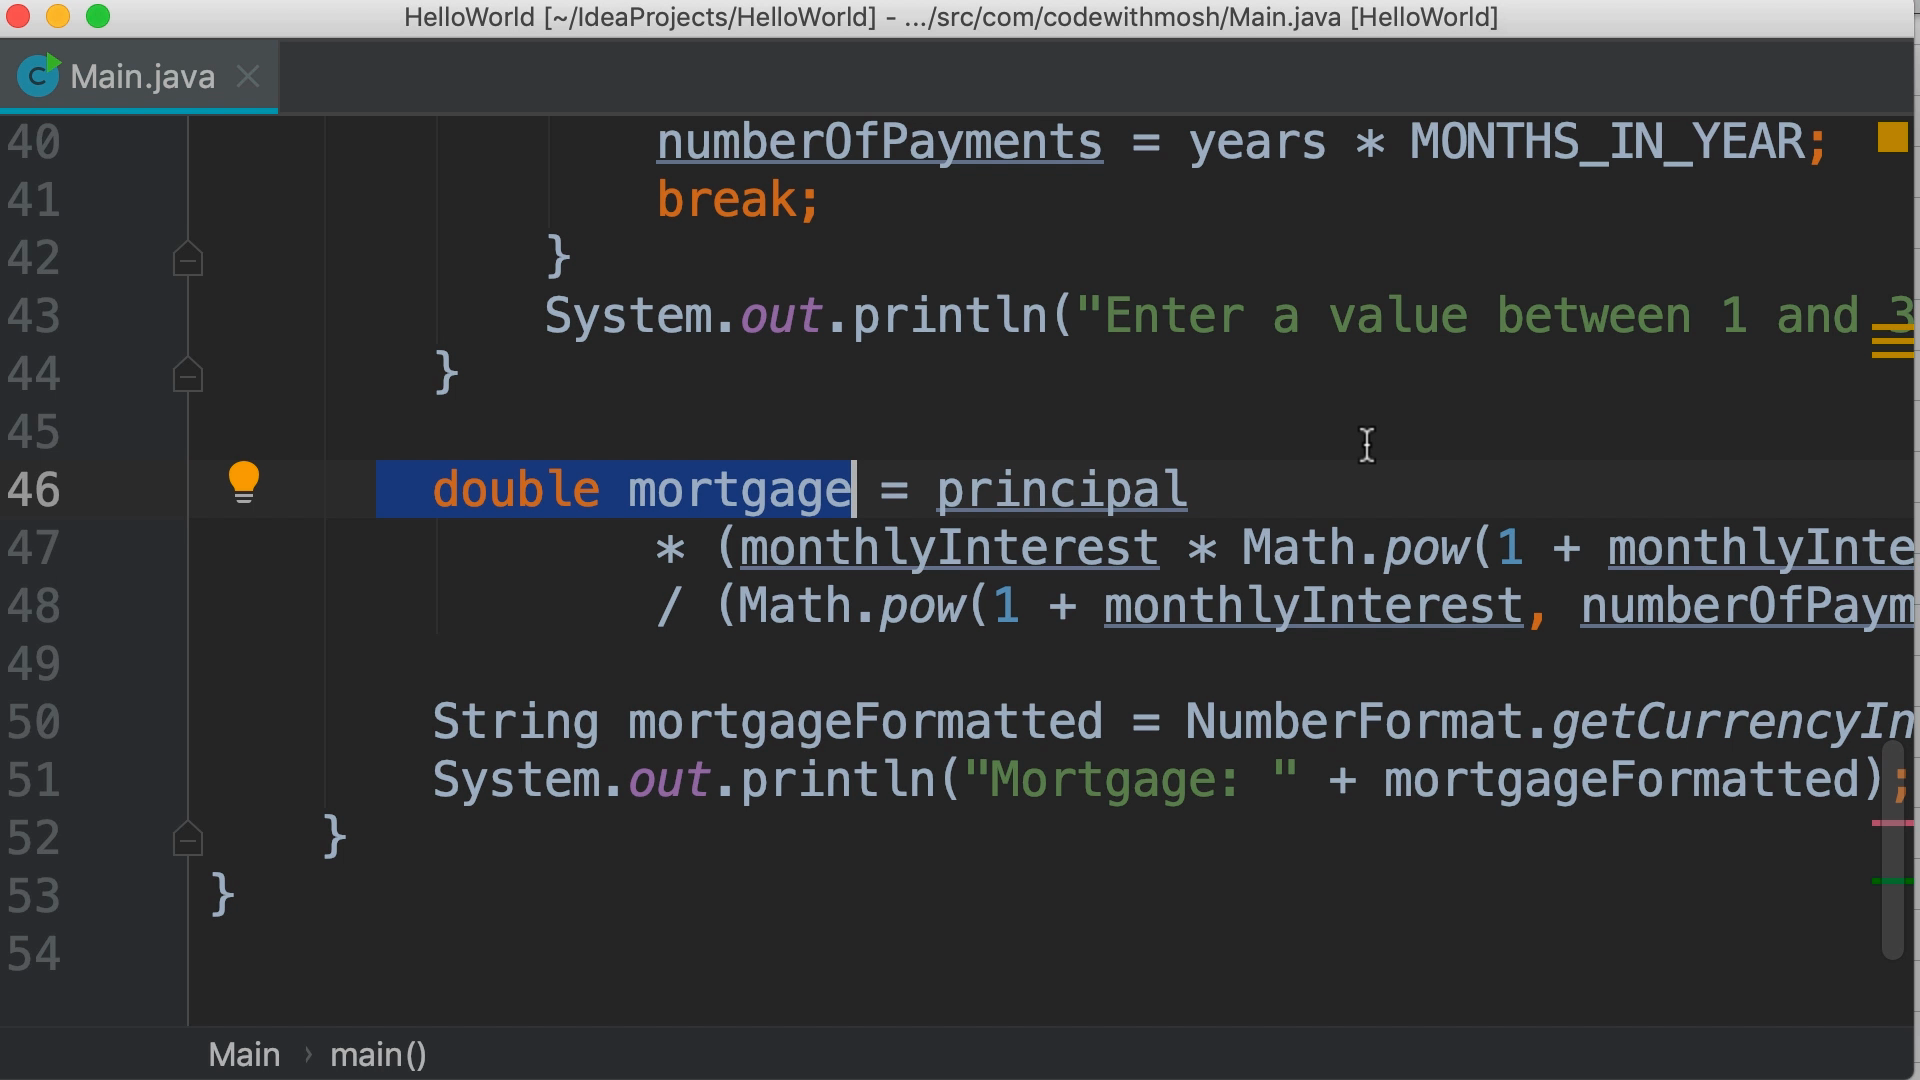 HelloWorld [~/IdeaProjects/HelloWorld] - .../src/com/codewithmosh/Main.java [HelloWorld]
C Main.java
40 numberOfPayments = years * MONTHS_IN_YEAR;
41 break;
42 }
43 System.out.println("Enter a value between 1 and 3
44 }
45
46 double mortgage = principal
47 * (monthlyInterest * Math.pow(1 + monthlyInte
48 / (Math.pow(1 + monthlyInterest, numberOfPaym
49
50 String mortgageFormatted = NumberFormat.getCurrencyIn
51 System.out.println("Mortgage: " + mortgageFormatted);
52 }
53 }
54
Main › main()